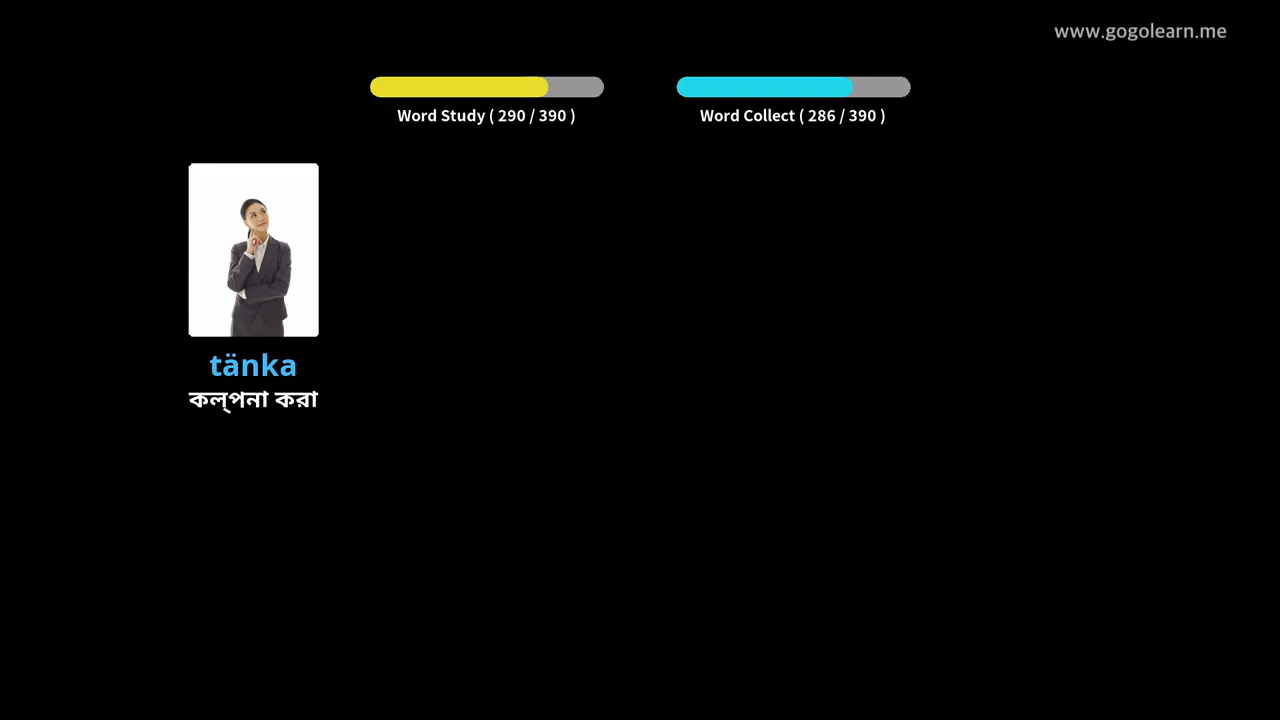 www.gogolearn.me
Word Study ( 290 / 390 )
Word Collect ( 286 / 390 )
tänka
কল্‌পনা করা